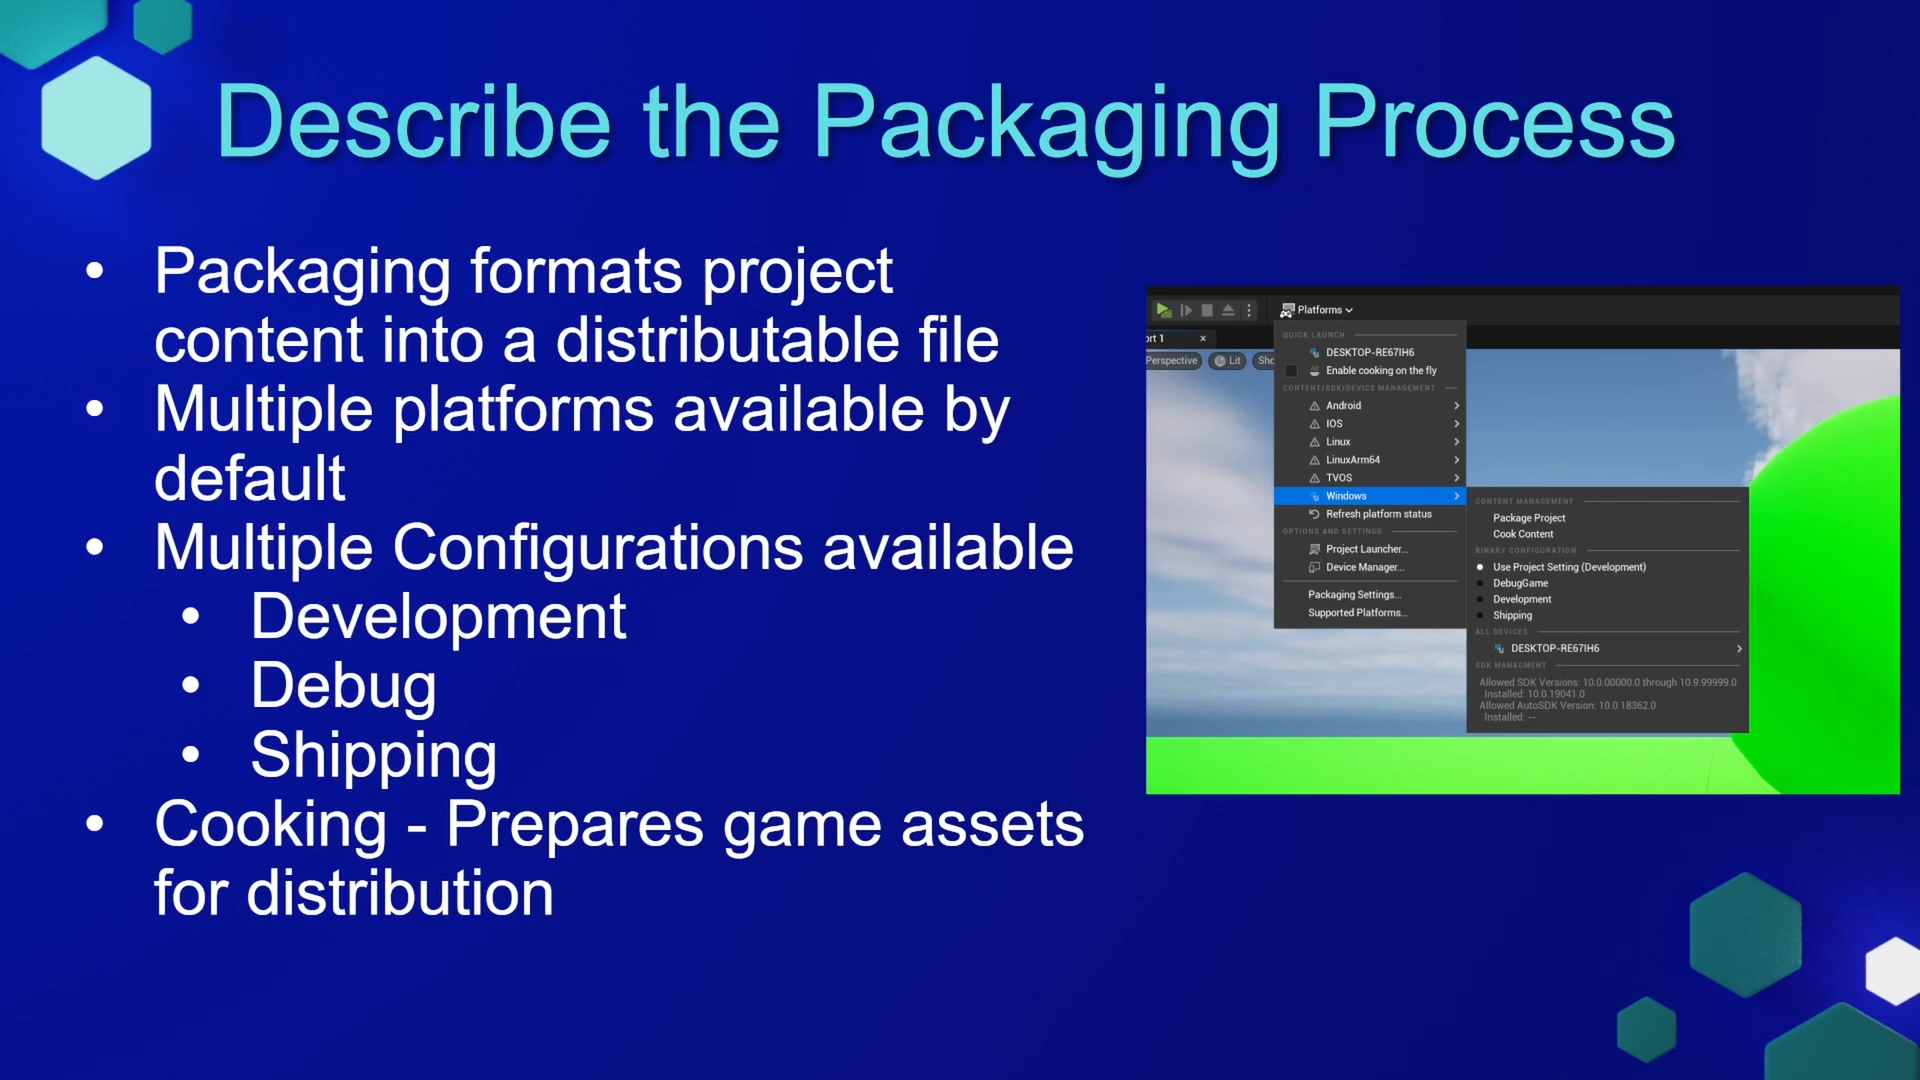 Describe the Packaging Process
• Packaging formats project
content into a distributable file
• Multiple platforms available by
default
• Multiple Configurations available
• Development
• Debug
• Shipping
• Cooking - Prepares game assets
for distribution
Platforms
ort 1
Perspective
Lit
Sho
QUICK LAUNCH
DESKTOP-RE67IH6
Enable cooking on the fly
CONTENT/SDK/DEVICE MANAGEMENT
Android
IOS
Linux
LinuxArm64
TVOS
Windows
Refresh platform status
OPTIONS AND SETTINGS
Project Launcher...
Device Manager...
Packaging Settings...
Supported Platforms...
CONTENT MANAGEMENT
Package Project
Cook Content
BINARY CONFIGURATION
Use Project Setting (Development)
DebugGame
Development
Shipping
ALL DEVICES
DESKTOP-RE67IH6
SDK MANAGMENT
Allowed SDK Versions: 10.0.00000.0 through 10.9.99999.0
Installed: 10.0.19041.0
Allowed AutoSDK Version: 10.0.18362.0
Installed: --